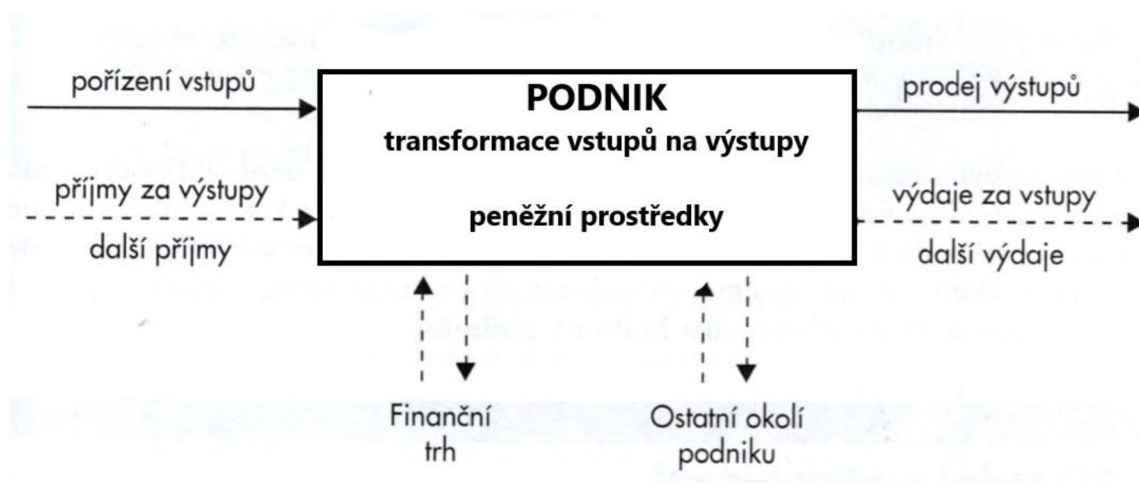 pořízení vstupů
příjmy za výstupy
další příjmy
PODNIK
transformace vstupů na výstupy
peněžní prostředky
prodej výstupů
výdaje za vstupy
další výdaje
Finanční
trh
Ostatní okolí
podniku